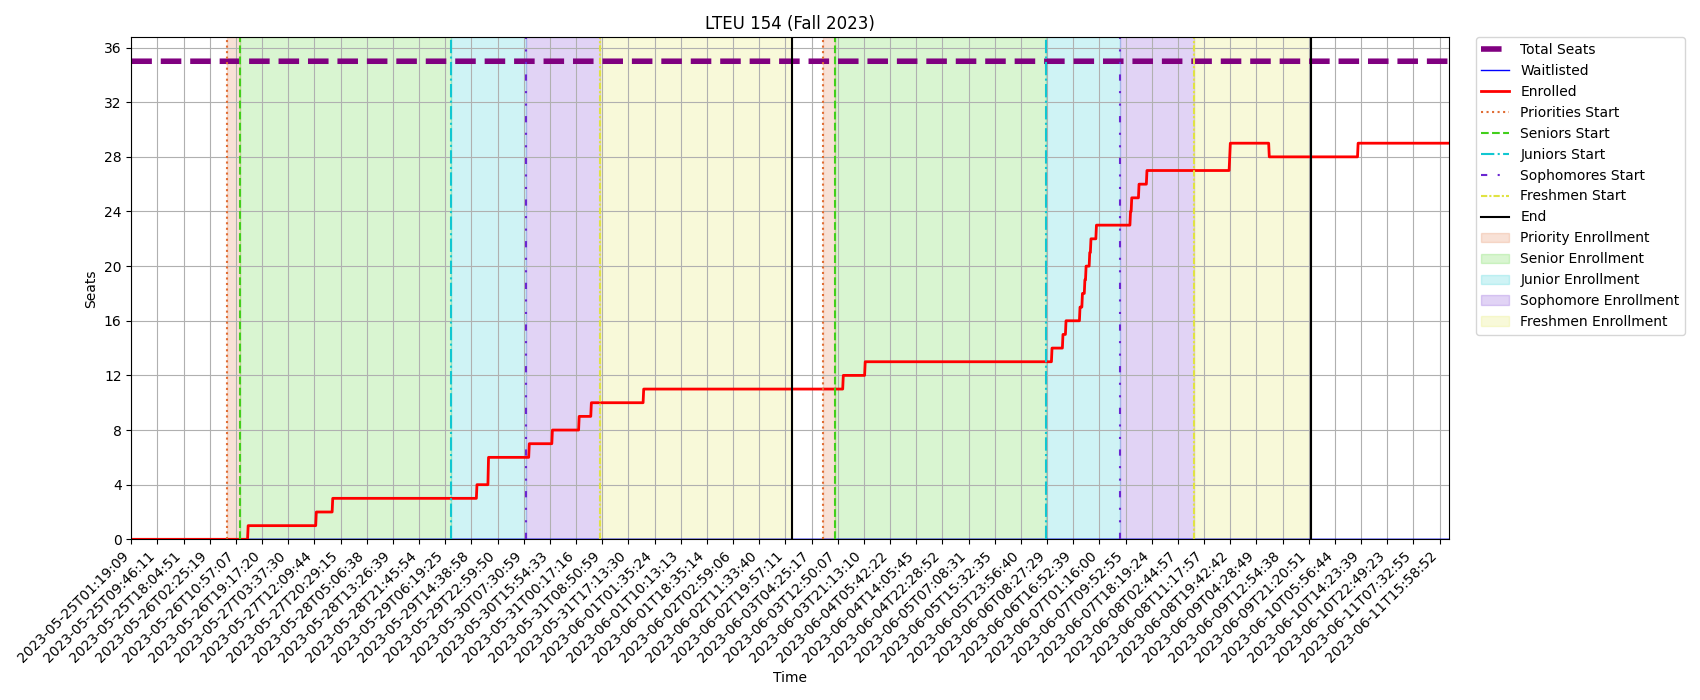 LTEU 154 (Fall 2023)
36
32
28
24
20
16
12
8
4
0
Seats
2023-05-25T01:19:09
2023-05-25T09:46:11
2023-05-25T18:04:51
2023-05-26T02:25:19
2023-05-26T10:57:07
2023-05-26T19:17:20
2023-05-27T03:37:30
2023-05-27T12:09:44
2023-05-27T20:29:15
2023-05-28T05:06:38
2023-05-28T13:26:39
2023-05-28T21:45:54
2023-05-29T06:19:25
2023-05-29T14:38:58
2023-05-29T22:59:50
2023-05-30T07:30:59
2023-05-30T15:54:33
2023-05-31T00:17:16
2023-05-31T08:50:59
2023-05-31T17:13:30
2023-06-01T01:35:24
2023-06-01T10:13:13
2023-06-01T18:35:14
2023-06-02T02:59:06
2023-06-02T11:33:40
2023-06-02T19:57:11
2023-06-03T04:25:17
2023-06-03T12:50:07
2023-06-03T21:13:10
2023-06-04T05:42:22
2023-06-04T14:05:45
2023-06-04T22:28:52
2023-06-05T07:08:31
2023-06-05T15:32:35
2023-06-05T23:56:40
2023-06-06T08:27:29
2023-06-06T16:52:39
2023-06-07T01:16:00
2023-06-07T09:52:55
2023-06-07T18:19:24
2023-06-08T02:44:57
2023-06-08T11:17:57
2023-06-08T19:42:42
2023-06-09T04:28:49
2023-06-09T12:54:38
2023-06-09T21:20:51
2023-06-10T05:56:44
2023-06-10T14:23:39
2023-06-10T22:49:23
2023-06-11T07:32:55
2023-06-11T15:58:52
Time
Total Seats
Waitlisted
Enrolled
Priorities Start
Seniors Start
Juniors Start
Sophomores Start
Freshmen Start
End
Priority Enrollment
Senior Enrollment
Junior Enrollment
Sophomore Enrollment
Freshmen Enrollment